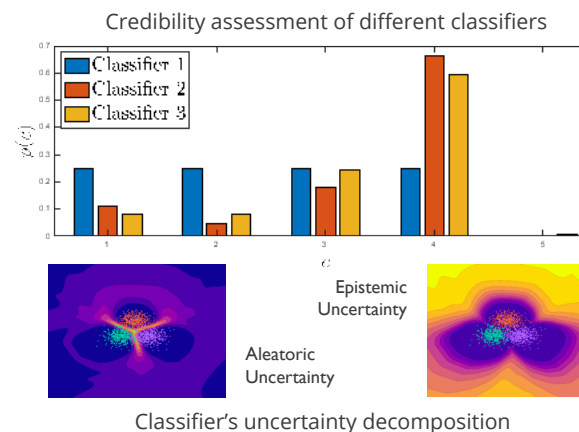 Credibility assessment of different classifiers
0.7
0.6
0.5
0.4
0.3
0.2
0.1
0
Classifier 1
Classifier 2
Classifier 3
1 2 3 4 5
c
Epistemic
Uncertainty
Aleatoric
Uncertainty
Classifier's uncertainty decomposition